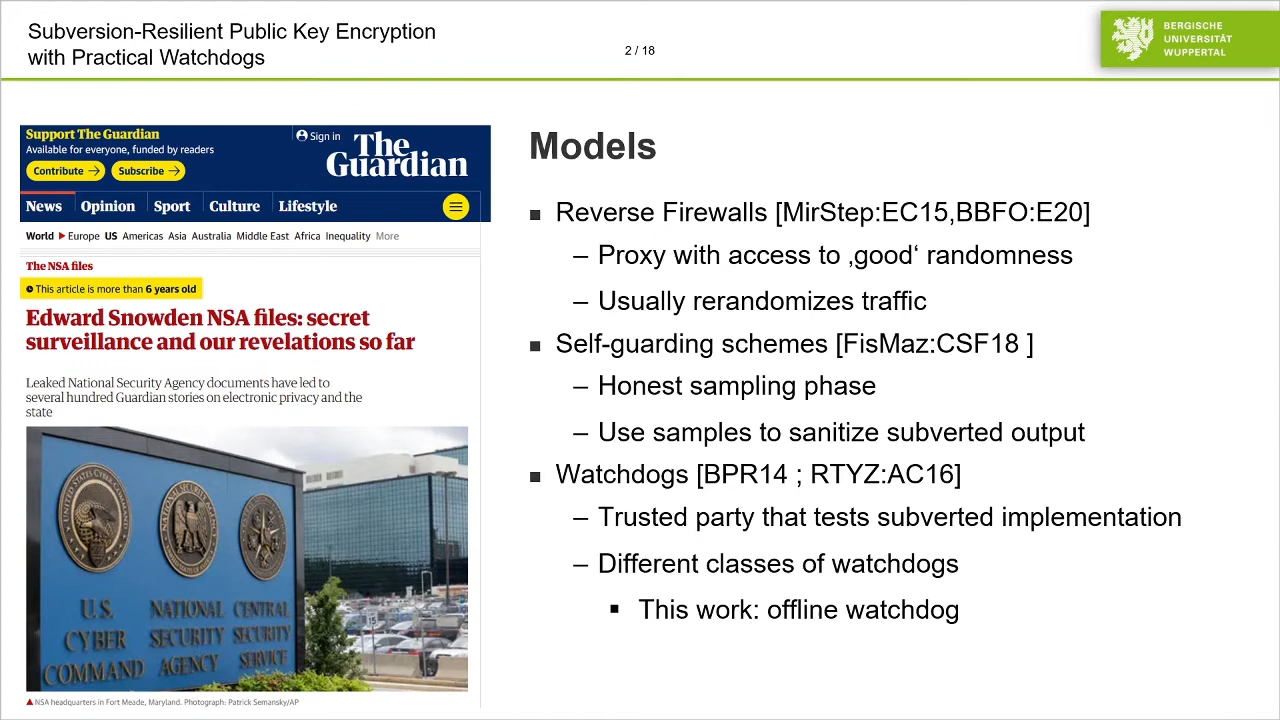 Subversion-Resilient Public Key Encryption
with Practical Watchdogs
2 / 18
BERGISCHE
UNIVERSITÄT
WUPPERTAL
Support The Guardian
Available for everyone, funded by readers
Contribute →
Subscribe →
Sign in
The
Guardian
News Opinion Sport Culture Lifestyle
World ▶ Europe US Americas Asia Australia Middle East Africa Inequality More
The NSA files
This article is more than 6 years old
Edward Snowden NSA files: secret
surveillance and our revelations so far
Leaked National Security Agency documents have led to
several hundred Guardian stories on electronic privacy and the
state
U.S.
CYBER
COMMAND
NATIONAL
SECURITY
AGENCY
CENTRAL
SECURITY
SERVICE
▲ NSA headquarters in Fort Meade, Maryland. Photograph: Patrick Semansky/AP
Models
▪ Reverse Firewalls [MirStep:EC15,BBFO:E20]
– Proxy with access to ‚good‘ randomness
– Usually rerandomizes traffic
▪ Self-guarding schemes [FisMaz:CSF18 ]
– Honest sampling phase
– Use samples to sanitize subverted output
▪ Watchdogs [BPR14 ; RTYZ:AC16]
– Trusted party that tests subverted implementation
– Different classes of watchdogs
▪ This work: offline watchdog